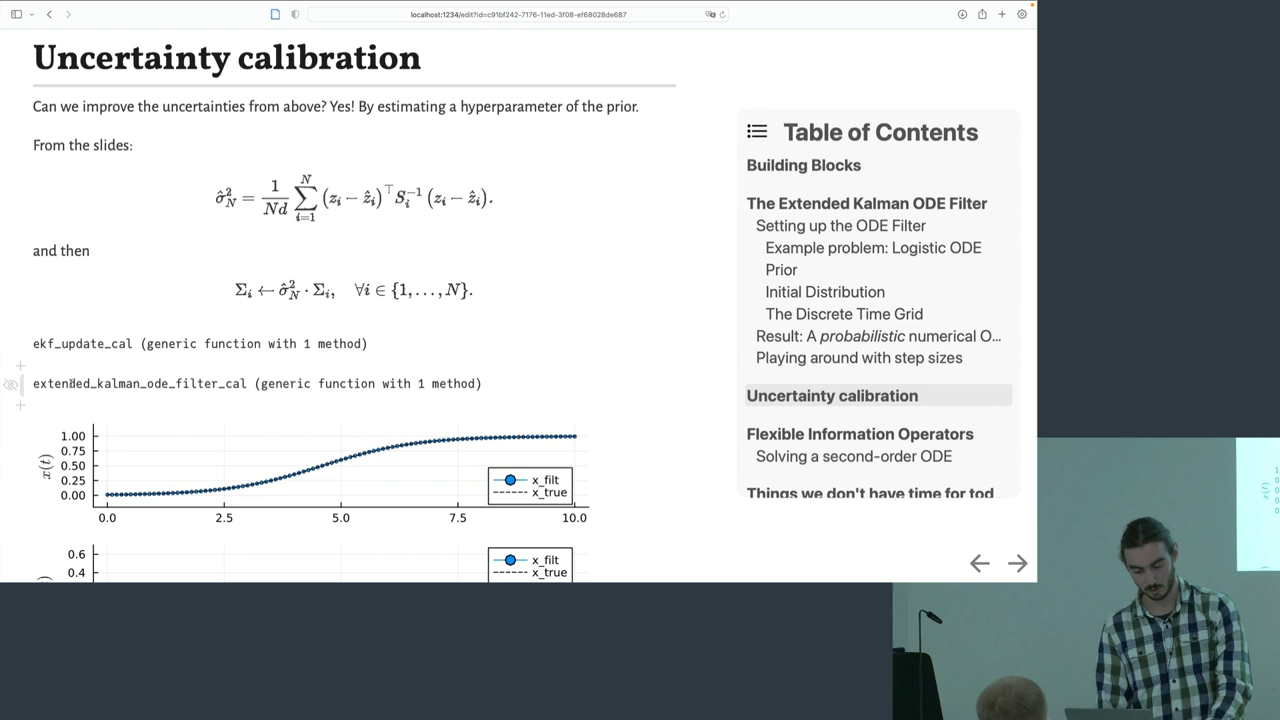 localhost:1234/edit?id=c91bf242-7176-11ed-3f08-ef68028de687
Uncertainty calibration
Can we improve the uncertainties from above? Yes! By estimating a hyperparameter of the prior.
From the slides:
σ̂²_N = 1/(Nd) ∑_{i=1}^{N} (z_i − ẑ_i)^⊤ S_i^{−1} (z_i − ẑ_i).
and then
Σ_i ← σ̂²_N · Σ_i, ∀i ∈ {1, . . . , N}.
ekf_update_cal (generic function with 1 method)
extended_kalman_ode_filter_cal (generic function with 1 method)
1.00
0.75
0.50
0.25
0.00
x(t)
x_filt
x_true
0.0 2.5 5.0 7.5 10.0
0.6
0.4
x_filt
x_true
Table of Contents
Building Blocks
The Extended Kalman ODE Filter
Setting up the ODE Filter
Example problem: Logistic ODE
Prior
Initial Distribution
The Discrete Time Grid
Result: A probabilistic numerical O...
Playing around with step sizes
Uncertainty calibration
Flexible Information Operators
Solving a second-order ODE
Things we don't have time for tod